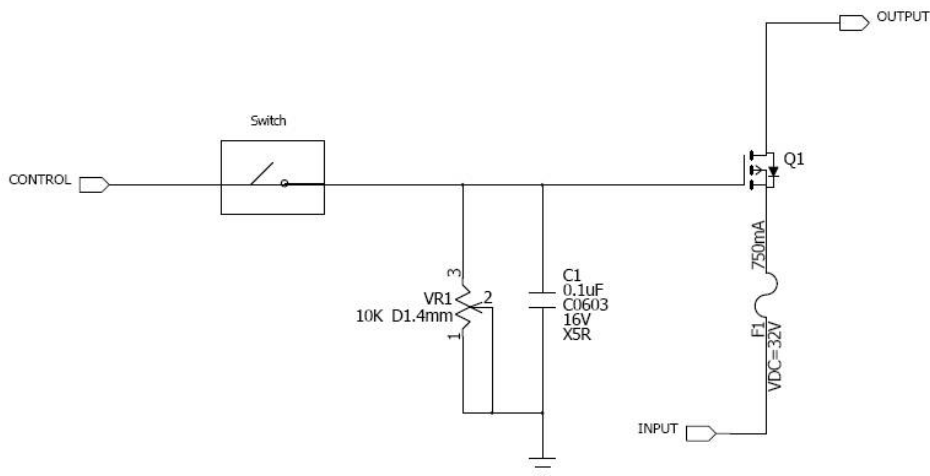 OUTPUT
Switch
Q1
CONTROL
750mA
3
VR1
2
10K D1.4mm
1
C1
0.1uF
C0603
16V
X5R
F1
VDC=32V
INPUT